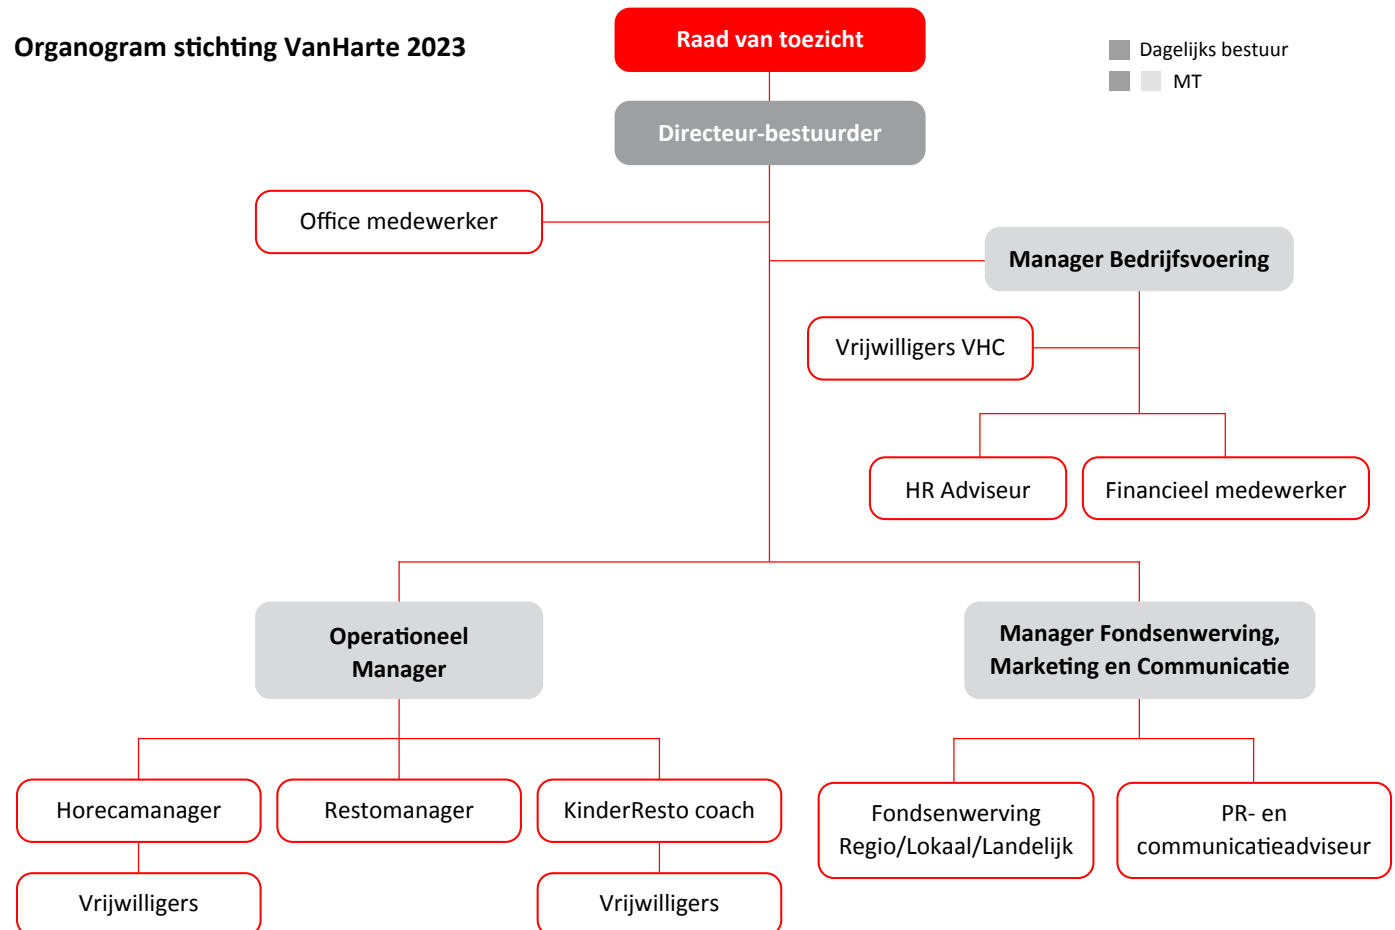 Organogram stichting VanHarte 2023
Raad van toezicht
Dagelijks bestuur
MT
Directeur-bestuurder
Office medewerker
Manager Bedrijfsvoering
Vrijwilligers VHC
HR Adviseur
Financieel medewerker
Operationeel
Manager
Manager Fondsenwerving,
Marketing en Communicatie
Horecamanager
Restomanager
KinderResto coach
Fondsenwerving
Regio/Lokaal/Landelijk
PR- en
communicatieadviseur
Vrijwilligers
Vrijwilligers